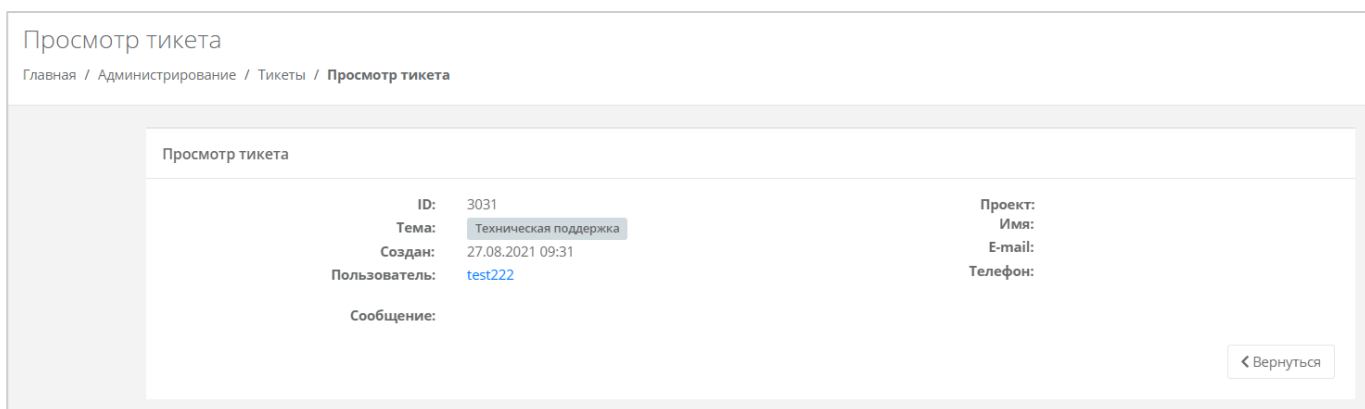 Просмотр тикета
Главная / Администрирование / Тикеты / Просмотр тикета
Просмотр тикета
ID: 3031
Тема: Техническая поддержка
Создан: 27.08.2021 09:31
Пользователь: test222
Сообщение:
Проект:
Имя:
E-mail:
Телефон:
Вернуться